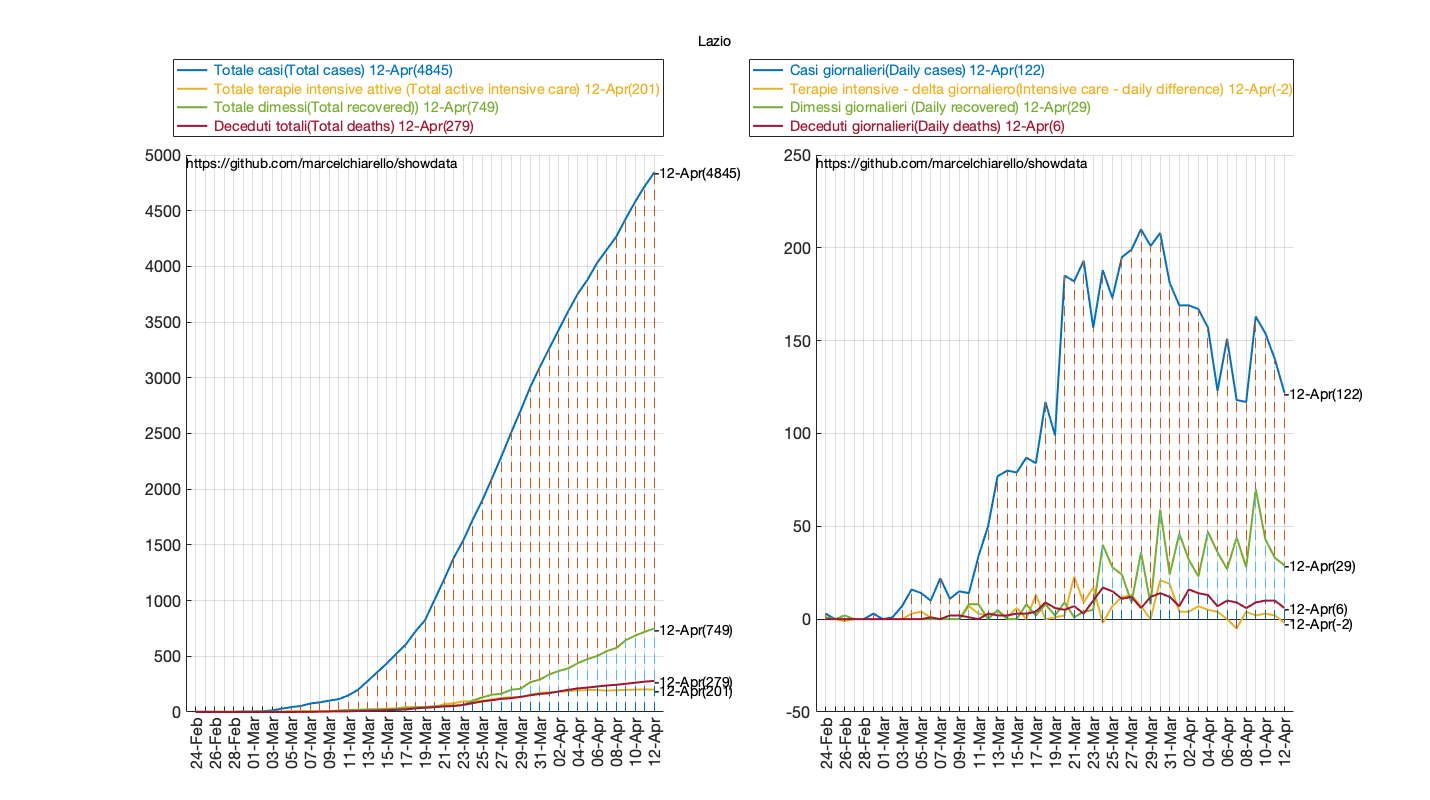 Lazio
Totale casi(Total cases) 12-Apr(4845)
Totale terapie intensive attive (Total active intensive care) 12-Apr(201)
Totale dimessi(Total recovered)) 12-Apr(749)
Deceduti totali(Total deaths) 12-Apr(279)
https://github.com/marcelchiarello/showdata
5000
4500
4000
3500
3000
2500
2000
1500
1000
500
0
12-Apr(4845)
12-Apr(749)
12-Apr(279)
12-Apr(201)
24-Feb
26-Feb
28-Feb
01-Mar
03-Mar
05-Mar
07-Mar
09-Mar
11-Mar
13-Mar
15-Mar
17-Mar
19-Mar
21-Mar
23-Mar
25-Mar
27-Mar
29-Mar
31-Mar
02-Apr
04-Apr
06-Apr
08-Apr
10-Apr
12-Apr
Casi giornalieri(Daily cases) 12-Apr(122)
Terapie intensive - delta giornaliero(Intensive care - daily difference) 12-Apr(-2)
Dimessi giornalieri (Daily recovered) 12-Apr(29)
Deceduti giornalieri(Daily deaths) 12-Apr(6)
https://github.com/marcelchiarello/showdata
250
200
150
100
50
0
-50
12-Apr(122)
12-Apr(29)
12-Apr(6)
12-Apr(-2)
24-Feb
26-Feb
28-Feb
01-Mar
03-Mar
05-Mar
07-Mar
09-Mar
11-Mar
13-Mar
15-Mar
17-Mar
19-Mar
21-Mar
23-Mar
25-Mar
27-Mar
29-Mar
31-Mar
02-Apr
04-Apr
06-Apr
08-Apr
10-Apr
12-Apr